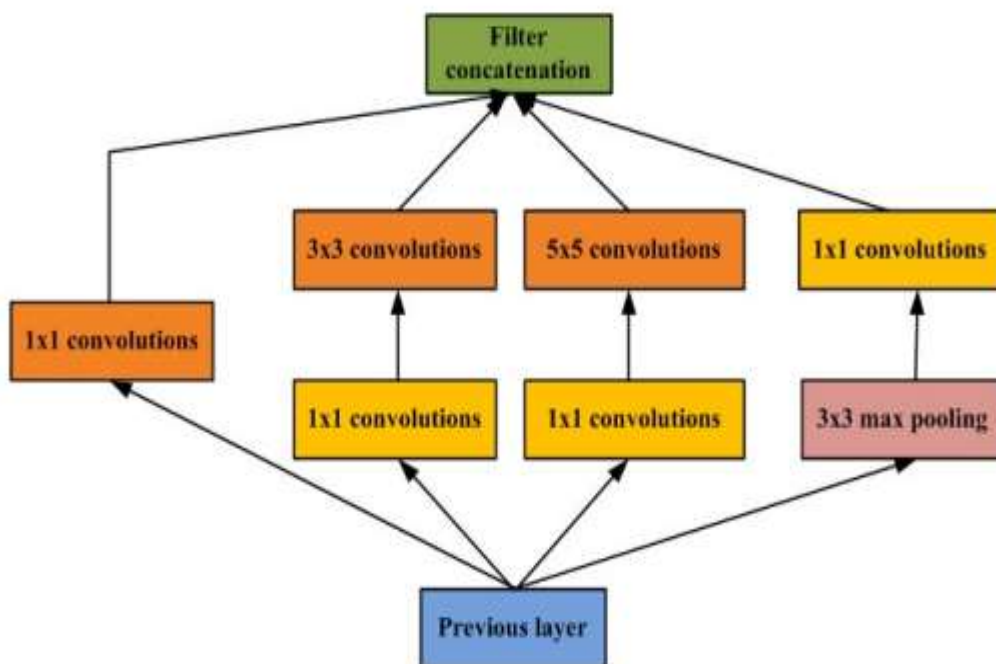 Filter
concatenation
3x3 convolutions
5x5 convolutions
1x1 convolutions
1x1 convolutions
1x1 convolutions
1x1 convolutions
3x3 max pooling
Previous layer